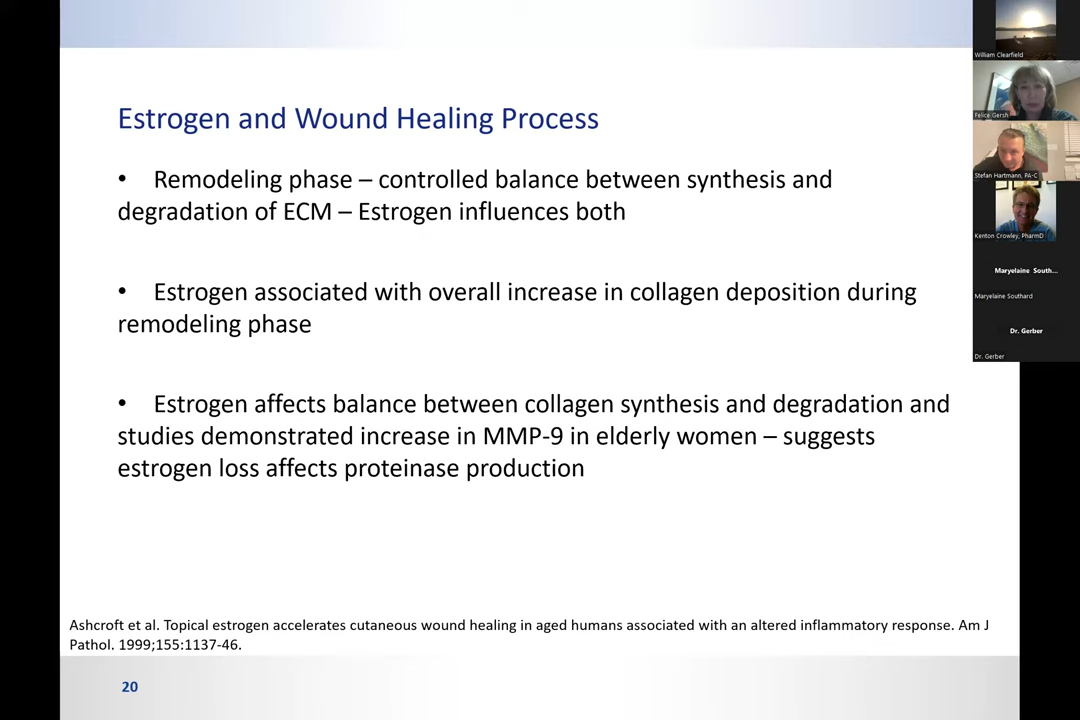 Estrogen and Wound Healing Process
• Remodeling phase – controlled balance between synthesis and
degradation of ECM – Estrogen influences both
• Estrogen associated with overall increase in collagen deposition during
remodeling phase
• Estrogen affects balance between collagen synthesis and degradation and
studies demonstrated increase in MMP-9 in elderly women – suggests
estrogen loss affects proteinase production
Ashcroft et al. Topical estrogen accelerates cutaneous wound healing in aged humans associated with an altered inflammatory response. Am J
Pathol. 1999;155:1137-46.
20
William Clearfield
Felice Gersh
Stefan Hartmann, PA-C
Kenton Crowley, PharmD
Maryelaine South...
Maryelaine Southard
Dr. Gerber
Dr. Gerber